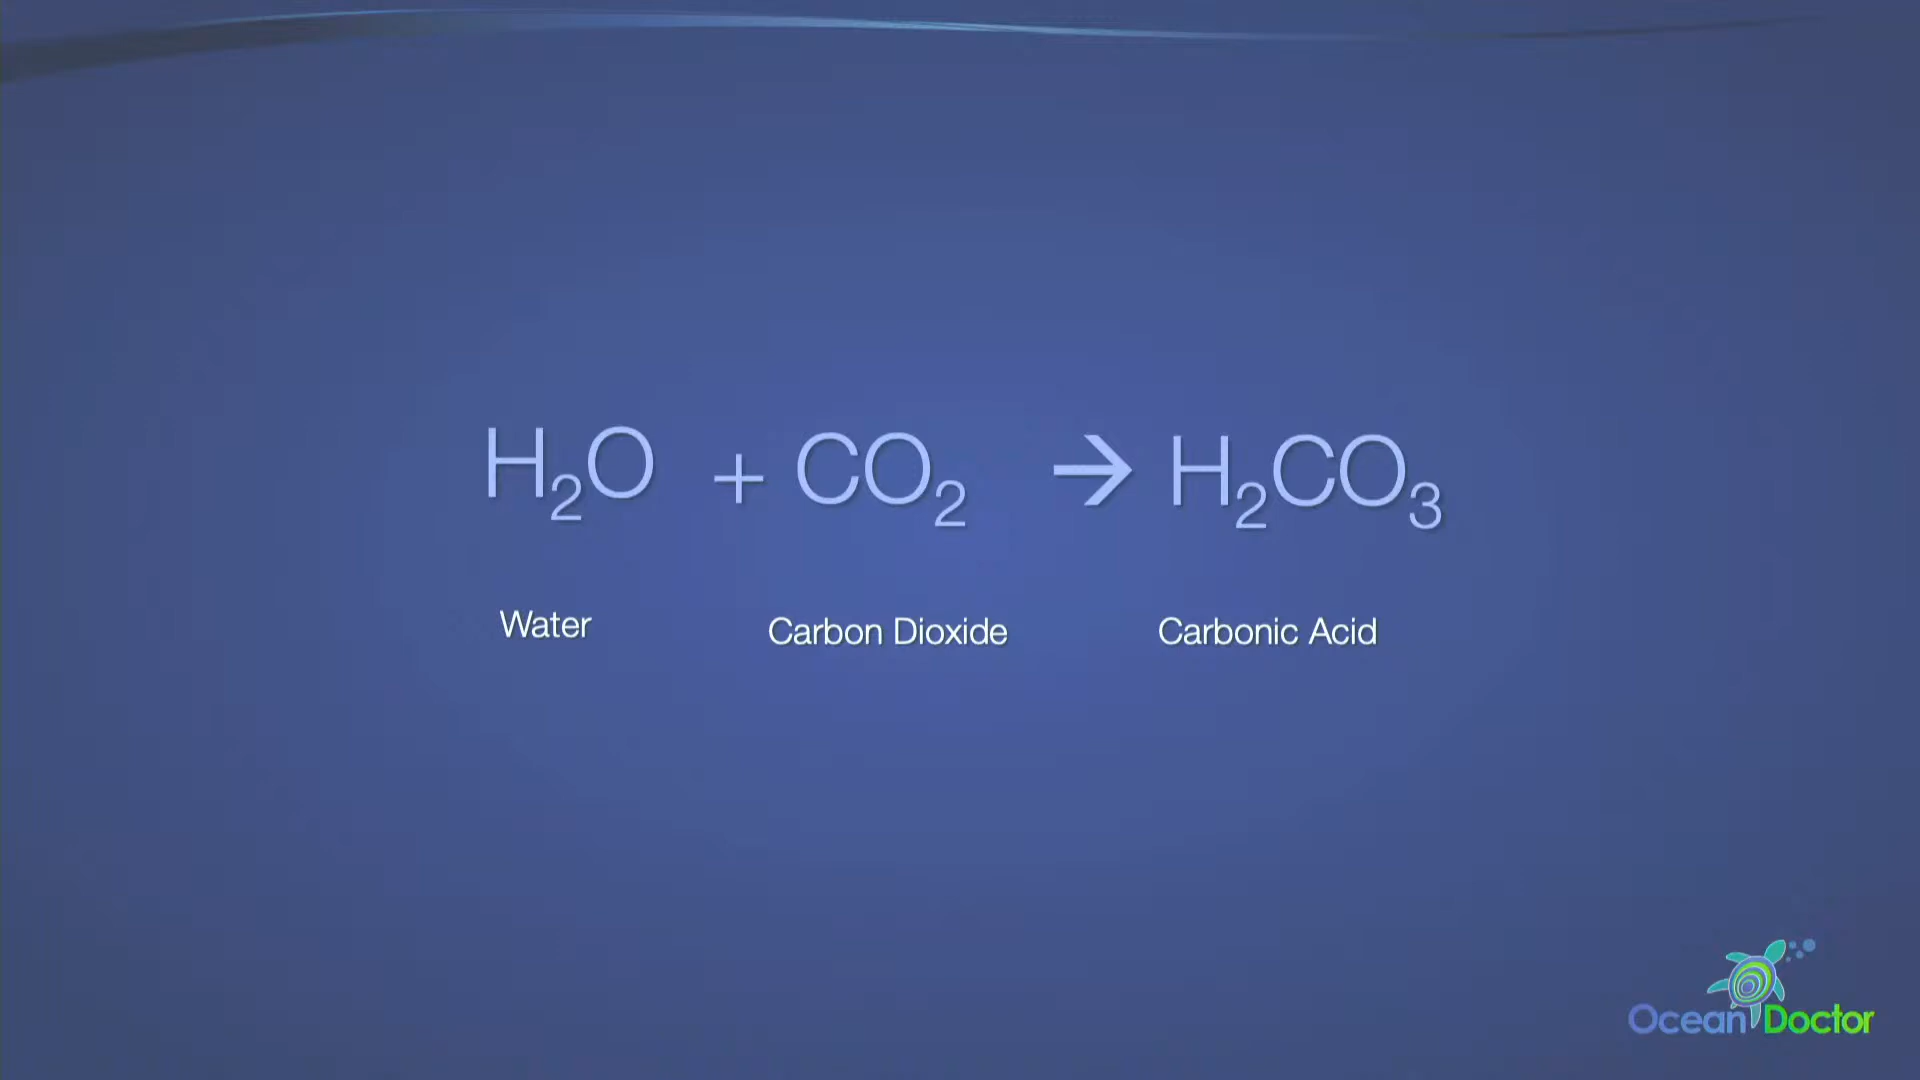 H₂O + CO₂ → H₂CO₃
Water Carbon Dioxide Carbonic Acid
Ocean Doctor